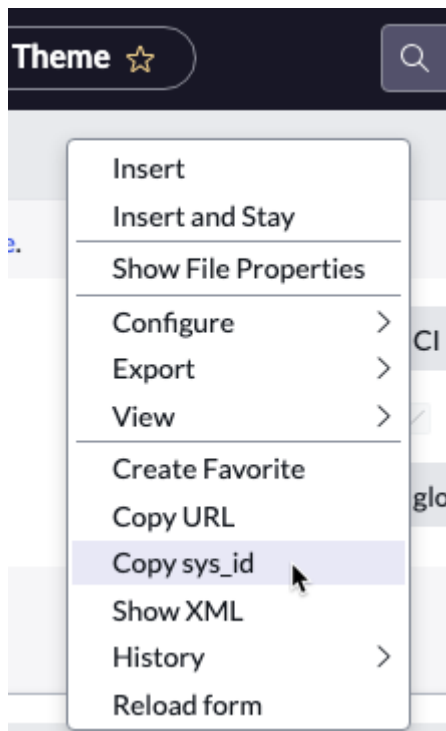 Theme
Insert
Insert and Stay
e.
Show File Properties
Configure
CI
Export
View
Create Favorite
glo
Copy URL
Copy sys_id
Show XML
History
Reload form